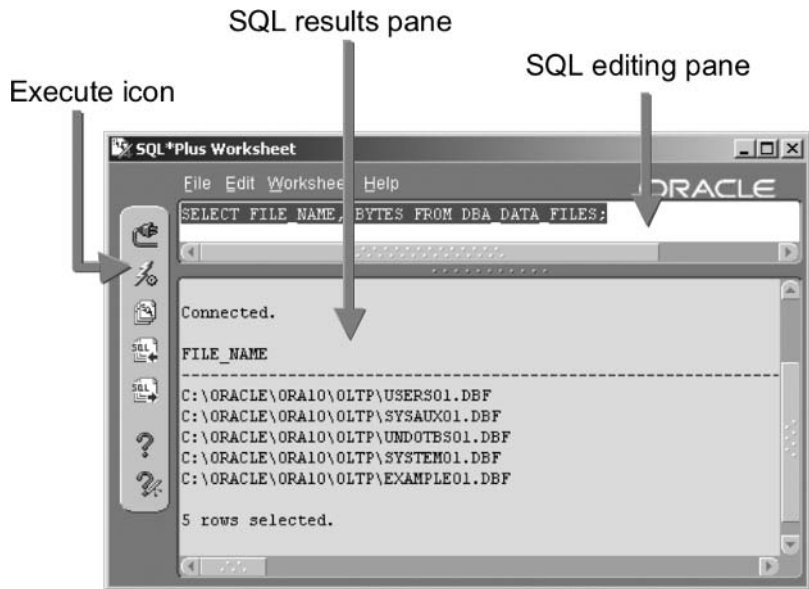 SQL results pane
SQL editing pane
Execute icon
SQL*Plus Worksheet
File Edit Workshee Help
ORACLE
SELECT FILE_NAME, BYTES FROM DBA_DATA_FILES;
Connected.
FILE_NAME
--------------------------------------------------------------------------------
C:\ORACLE\ORA10\OLTP\USERS01.DBF
C:\ORACLE\ORA10\OLTP\SYSAUX01.DBF
C:\ORACLE\ORA10\OLTP\UNDOTBS01.DBF
C:\ORACLE\ORA10\OLTP\SYSTEM01.DBF
C:\ORACLE\ORA10\OLTP\EXAMPLE01.DBF
5 rows selected.
SQL
SQL